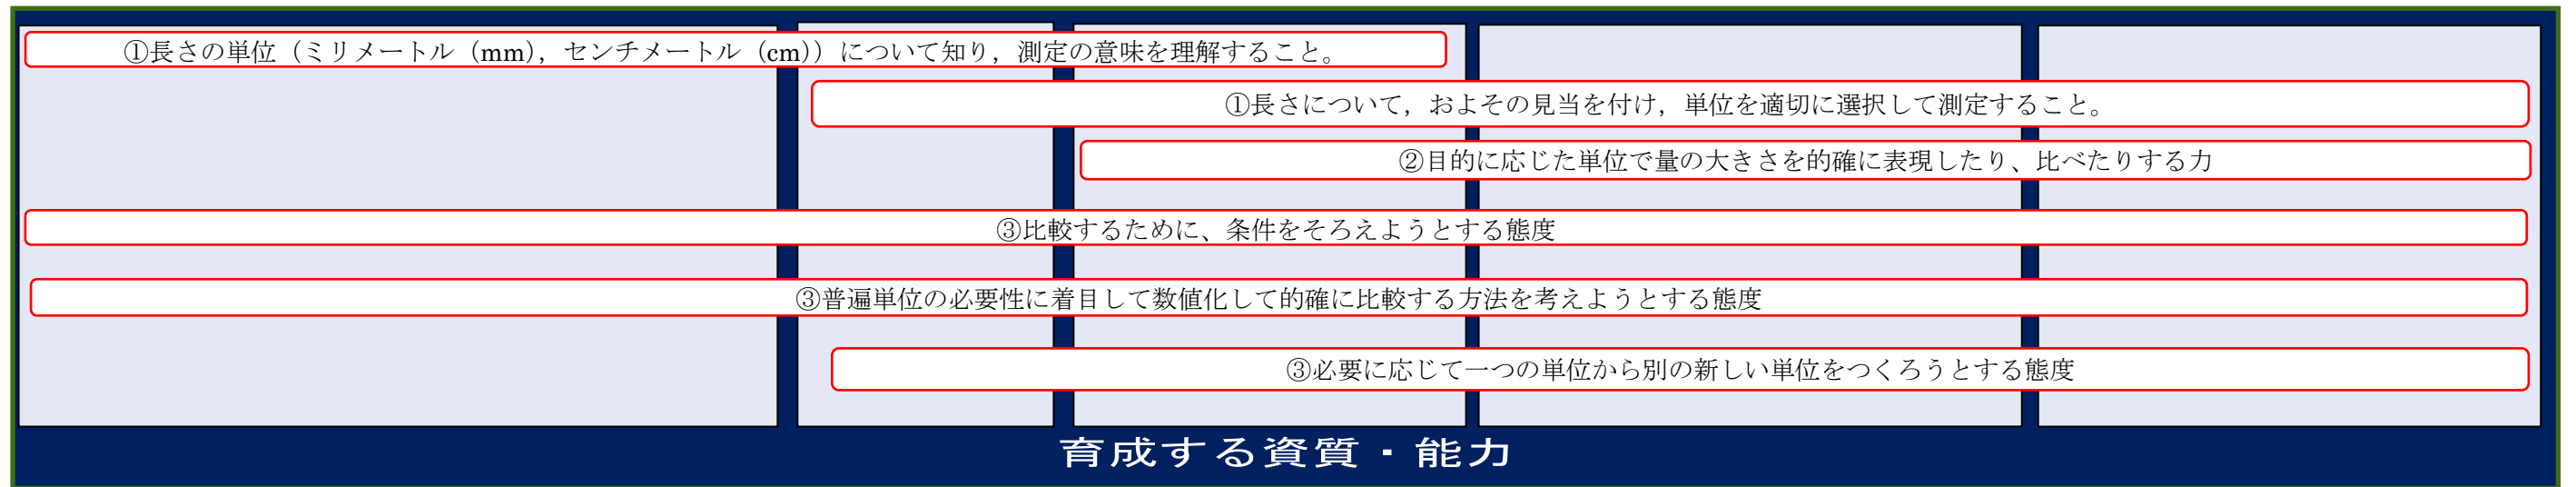 ①長さの単位（ミリメートル（mm），センチメートル（cm））について知り，測定の意味を理解すること。
①長さについて，およその見当を付け，単位を適切に選択して測定すること。
②目的に応じた単位で量の大きさを的確に表現したり、比べたりする力
③比較するために、条件をそろえようとする態度
③普遍単位の必要性に着目して数値化して的確に比較する方法を考えようとする態度
③必要に応じて一つの単位から別の新しい単位をつくろうとする態度
育成する資質・能力